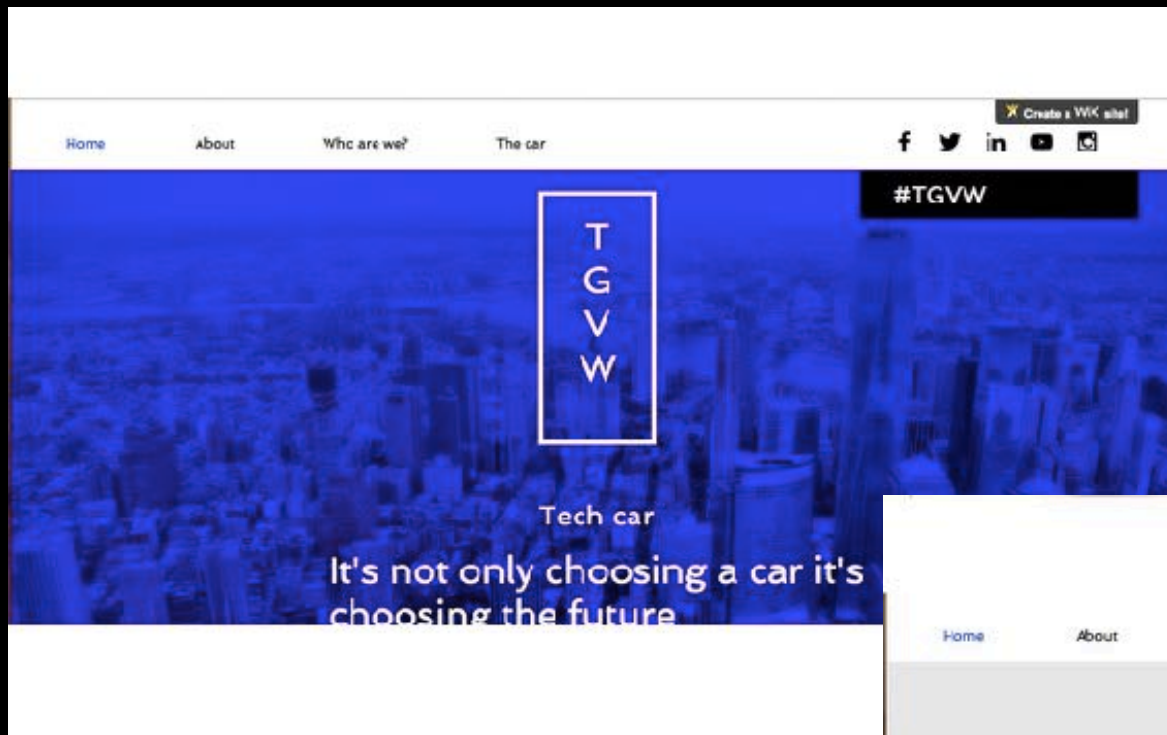 Create a WIX site!
Home About Who are we? The car
#TGVW
T
G
V
W
Tech car
It's not only choosing a car it's
choosing the future
Home About